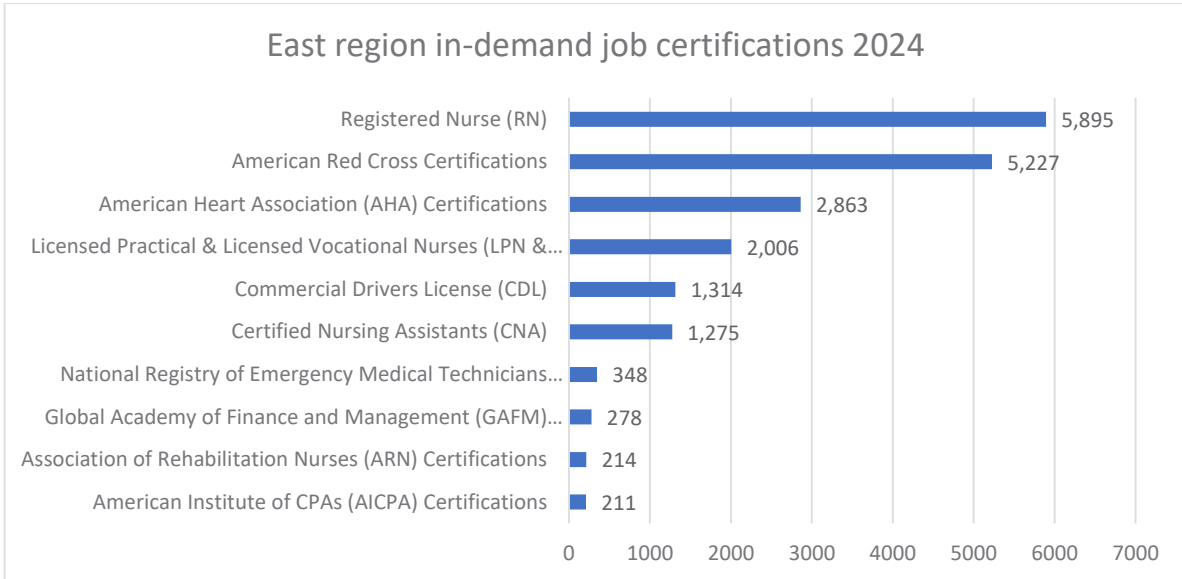 East region in-demand job certifications 2024
Registered Nurse (RN) 5,895
American Red Cross Certifications 5,227
American Heart Association (AHA) Certifications 2,863
Licensed Practical & Licensed Vocational Nurses (LPN &... 2,006
Commercial Drivers License (CDL) 1,314
Certified Nursing Assistants (CNA) 1,275
National Registry of Emergency Medical Technicians... 348
Global Academy of Finance and Management (GAFM)... 278
Association of Rehabilitation Nurses (ARN) Certifications 214
American Institute of CPAs (AICPA) Certifications 211
0 1000 2000 3000 4000 5000 6000 7000